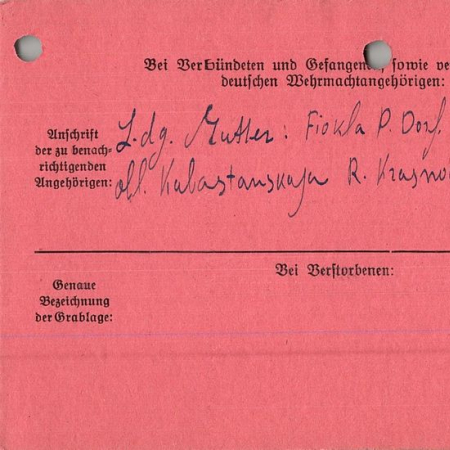 Bei Verbündeten und Gefangenen, sowie ve
deutschen Wehrmachtangehörigen:
Anschrift
der zu benach-
richtigenden
Angehörigen:
L.dg. Mutter: Fiokla P. Dorf.
obl. Kabastanskaja R. Krasno
Bei Verstorbenen:
Genaue
Bezeichnung
der Grablage: